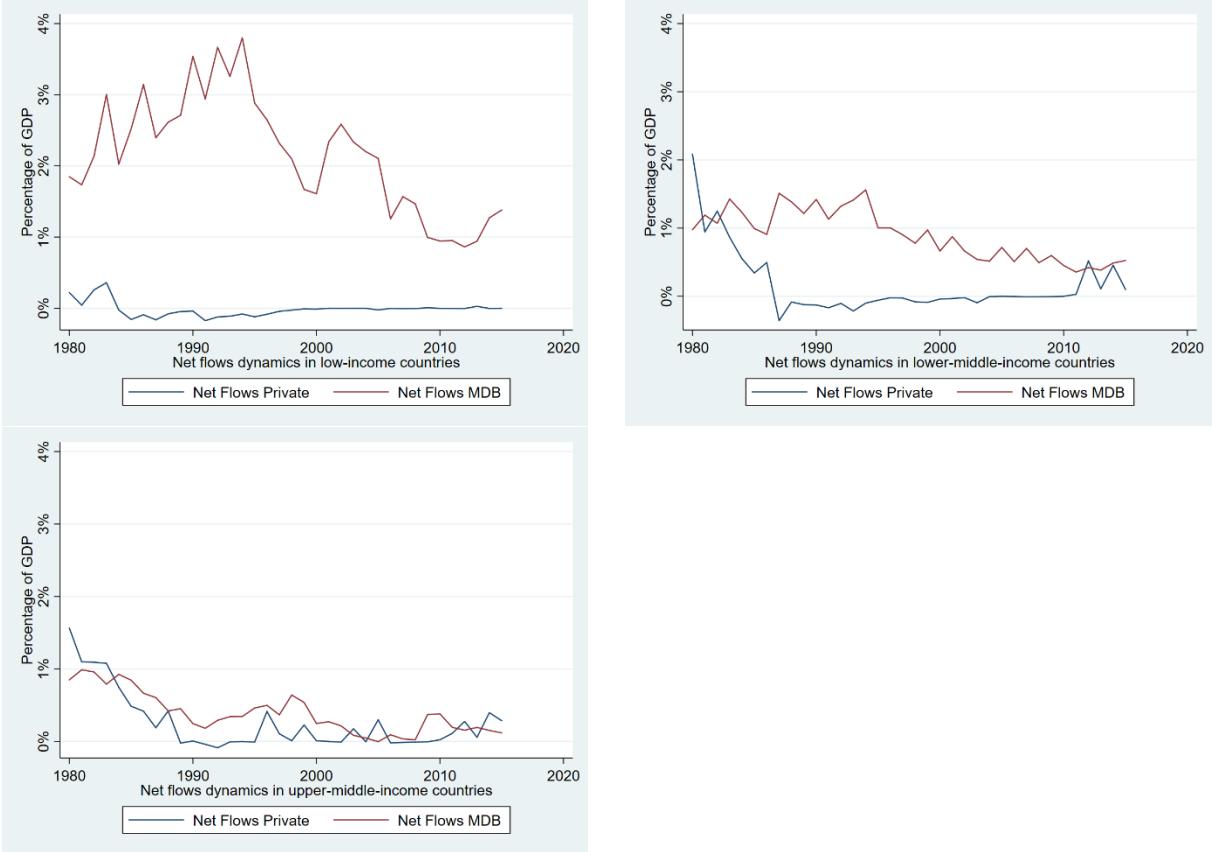 4%
3%
2%
1%
0%
Percentage of GDP
1980 1990 2000 2010 2020
Net flows dynamics in low-income countries
Net Flows Private Net Flows MDB
4%
3%
2%
1%
0%
Percentage of GDP
1980 1990 2000 2010 2020
Net flows dynamics in lower-middle-income countries
Net Flows Private Net Flows MDB
4%
3%
2%
1%
0%
Percentage of GDP
1980 1990 2000 2010 2020
Net flows dynamics in upper-middle-income countries
Net Flows Private Net Flows MDB